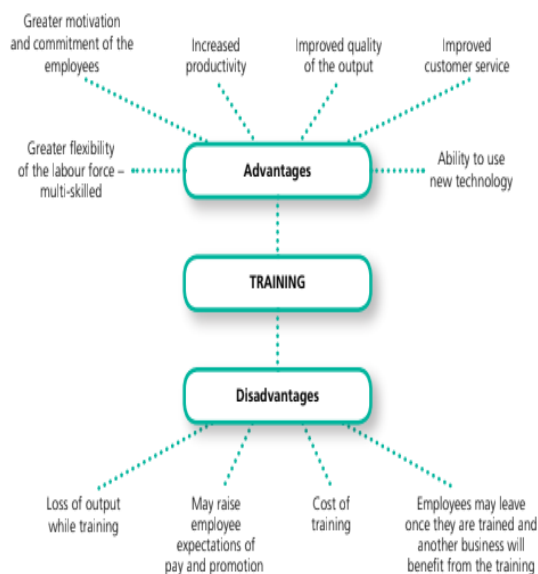 Greater motivation
and commitment of the
employees
Increased
productivity
Improved quality
of the output
Improved
customer service
Greater flexibility
of the labour force –
multi-skilled
Advantages
Ability to use
new technology
TRAINING
Disadvantages
Loss of output
while training
May raise
employee
expectations of
pay and promotion
Cost of
training
Employees may leave
once they are trained and
another business will
benefit from the training